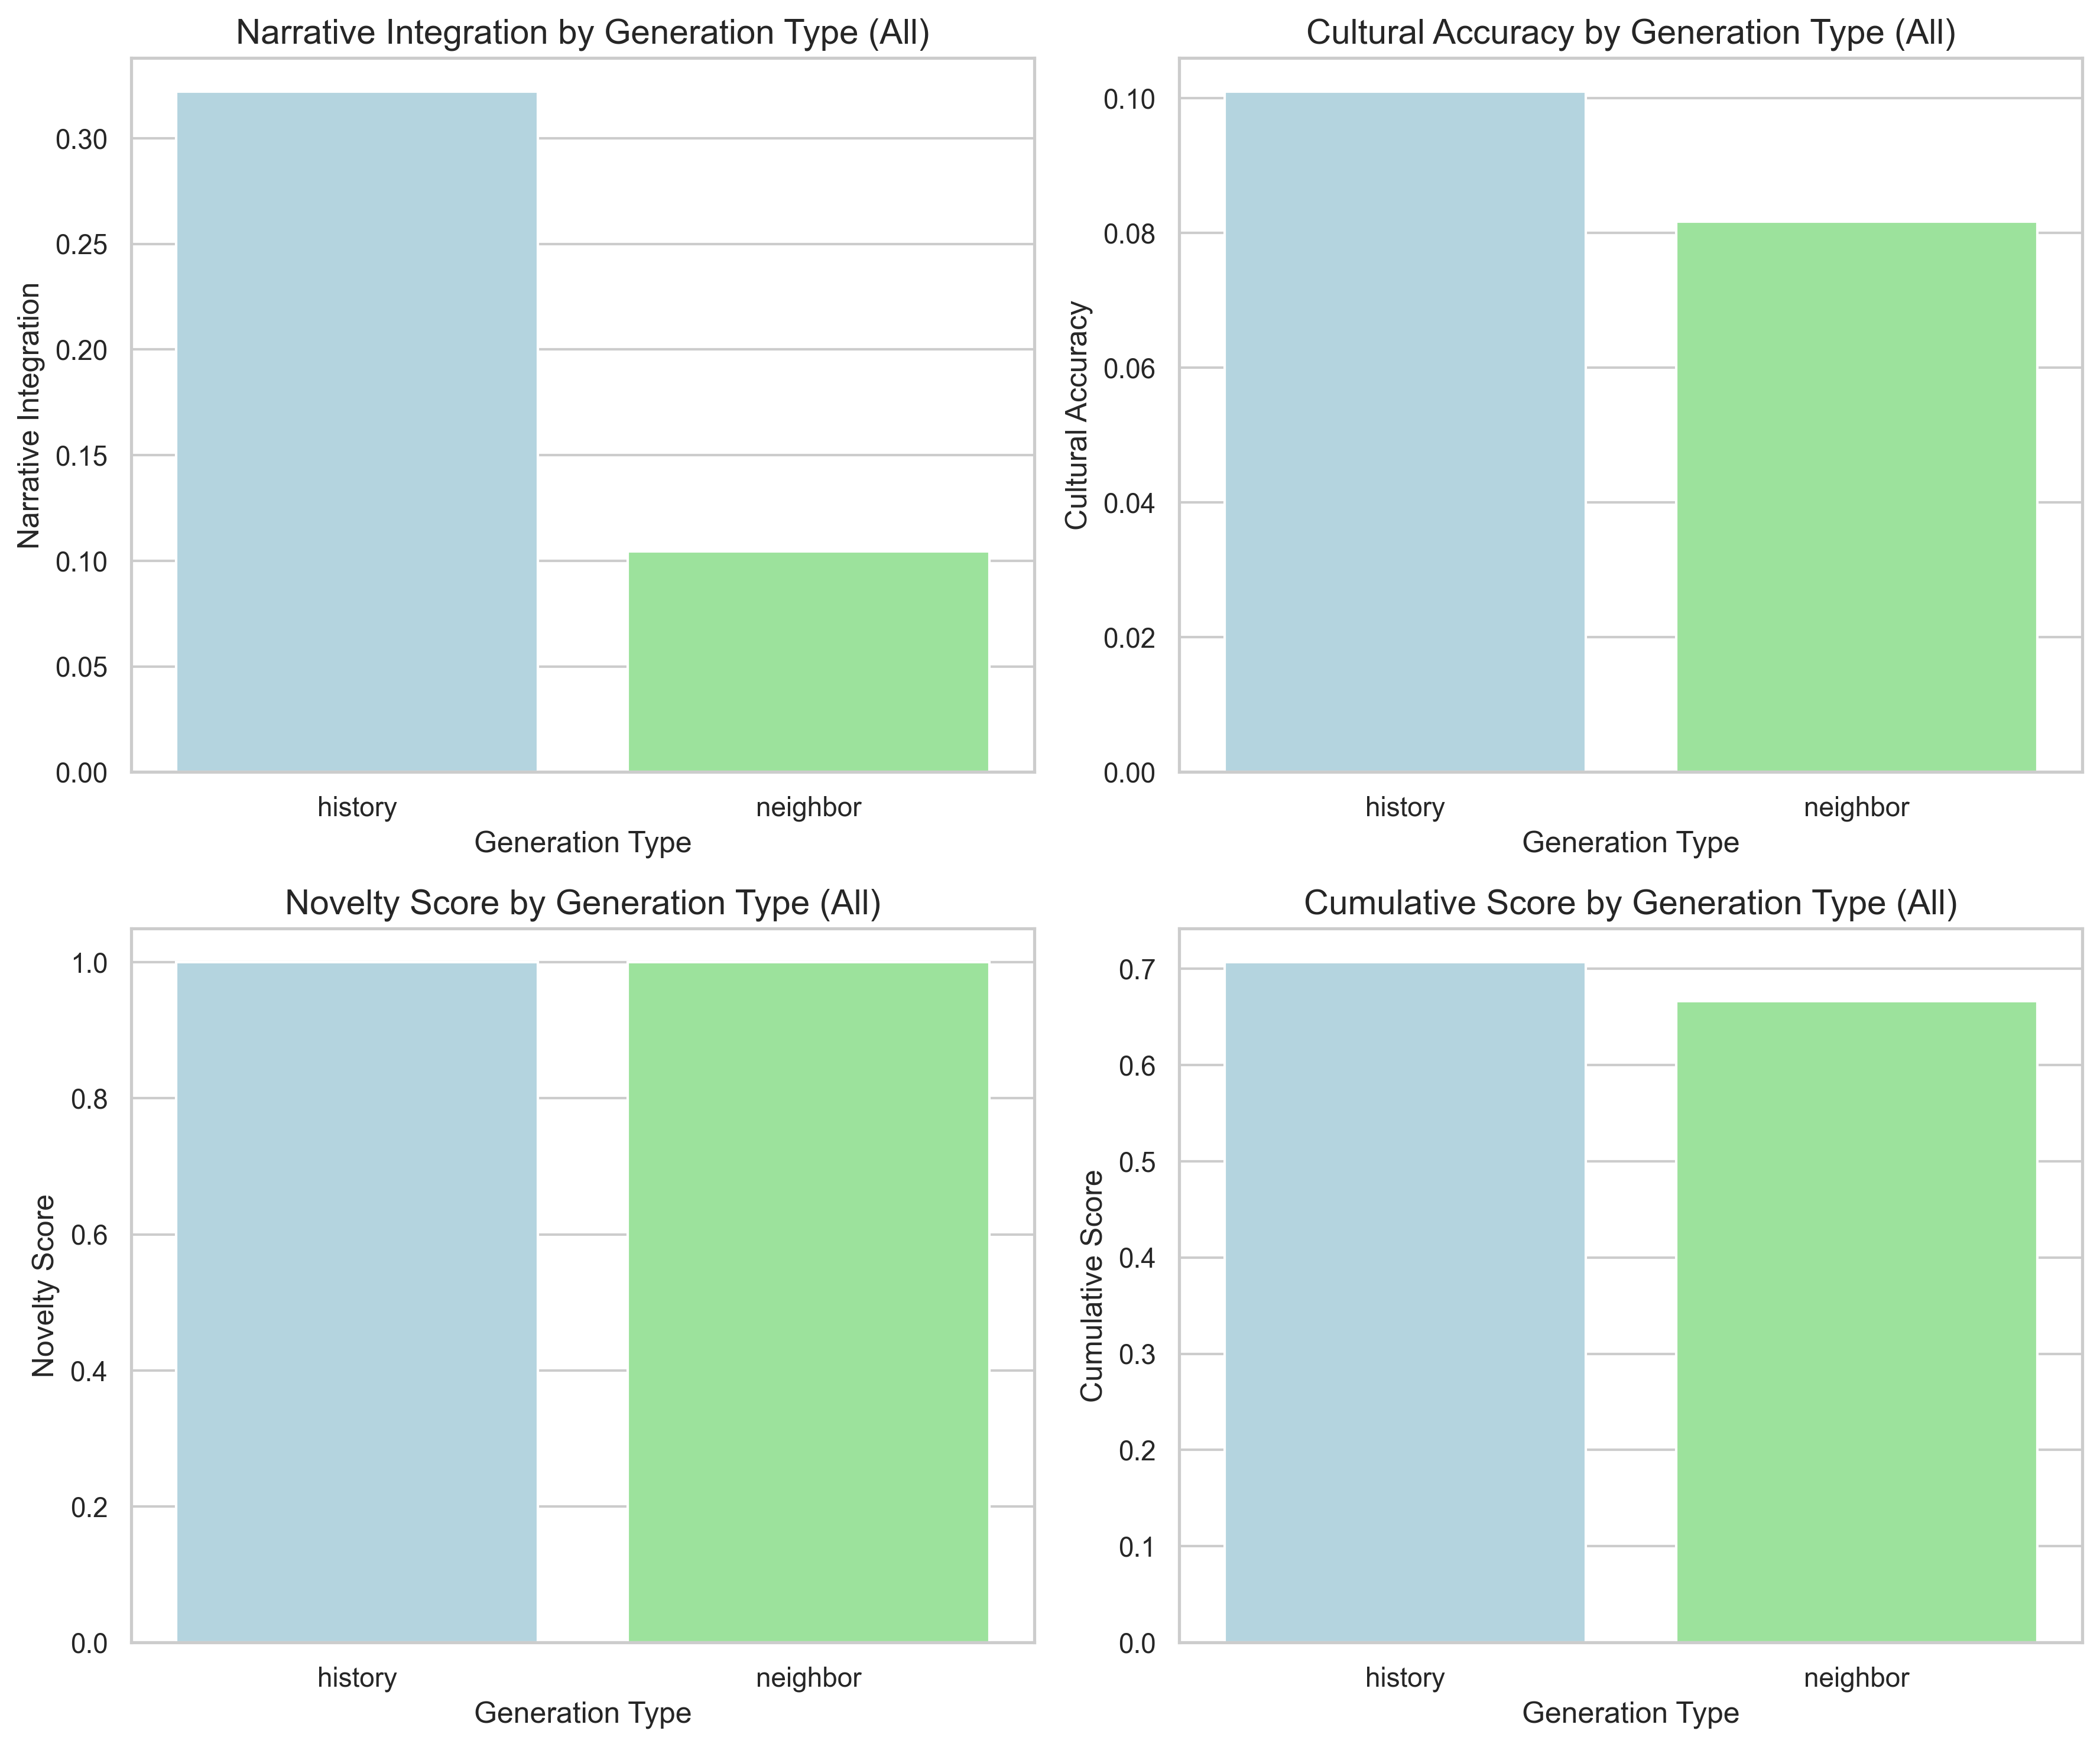 Narrative Integration by Generation Type (All)
Narrative Integration
0.30
0.25
0.20
0.15
0.10
0.05
0.00
history
neighbor
Generation Type
Cultural Accuracy by Generation Type (All)
Cultural Accuracy
0.10
0.08
0.06
0.04
0.02
0.00
history
neighbor
Generation Type
Novelty Score by Generation Type (All)
Novelty Score
1.0
0.8
0.6
0.4
0.2
0.0
history
neighbor
Generation Type
Cumulative Score by Generation Type (All)
Cumulative Score
0.7
0.6
0.5
0.4
0.3
0.2
0.1
0.0
history
neighbor
Generation Type